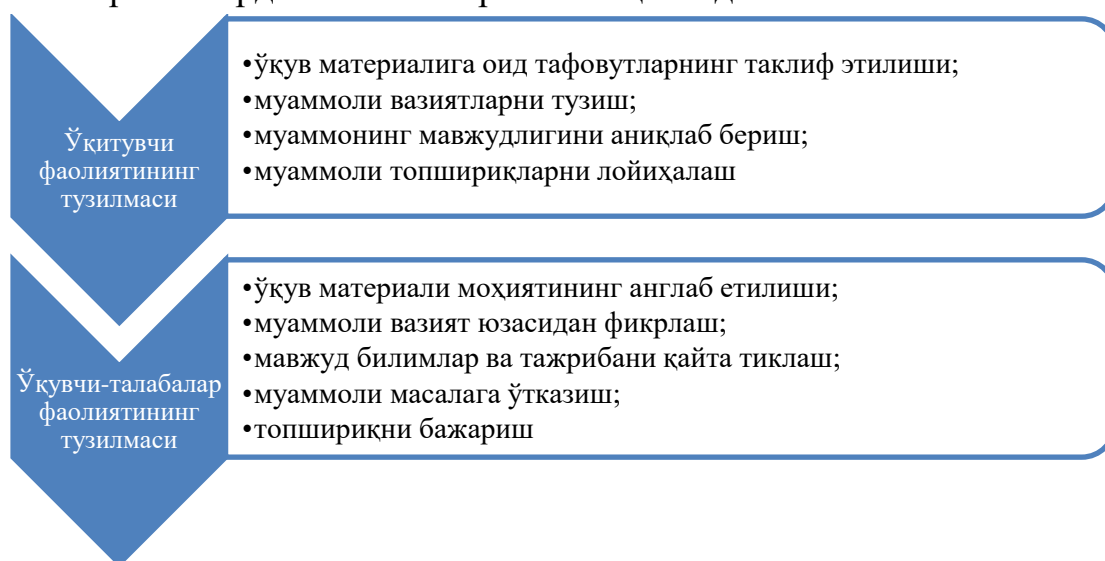 Ўқитувчи
фаолиятининг
тузилмаси
•ўқув материалига оид тафовутларнинг таклиф этилиши;
•муаммоли вазиятларни тузиш;
•муаммонинг мавжудлигини аниқлаб бериш;
•муаммоли топшириқларни лойиҳалаш
Ўқувчи-талабалар
фаолиятининг
тузилмаси
•ўқув материали моҳиятининг англаб етилиши;
•муаммоли вазият юзасидан фикрлаш;
•мавжуд билимлар ва тажрибани қайта тиклаш;
•муаммоли масалага ўтказиш;
•топшириқни бажариш